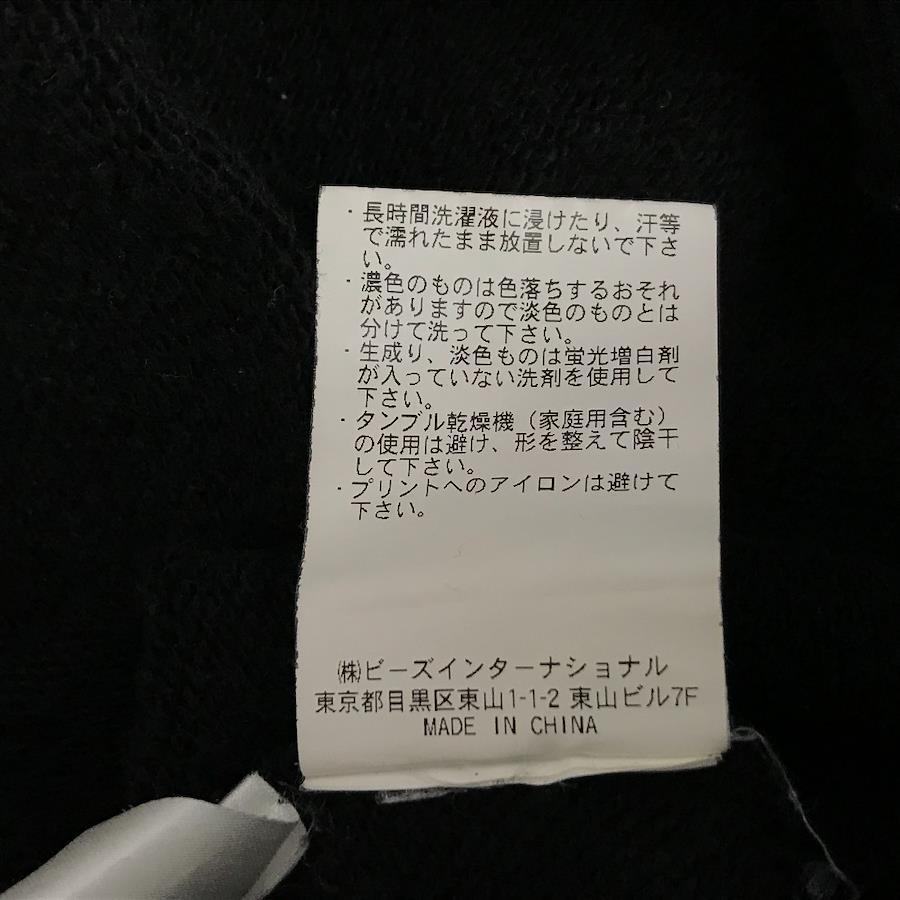 ・長時間洗濯液に浸けたり、汗等
で濡れたまま放置しないで下さ
い。
・濃色のものは色落ちするおそれ
がありますので淡色のものとは
分けて洗って下さい。
・生成り、淡色ものは蛍光増白剤
が入っていない洗剤を使用して
下さい。
・タンブル乾燥機（家庭用含む）
の使用は避け、形を整えて陰干
して下さい。
・プリントへのアイロンは避けて
下さい。
㈱ビーズインターナショナル
東京都目黒区東山1-1-2 東山ビル7F
MADE IN CHINA